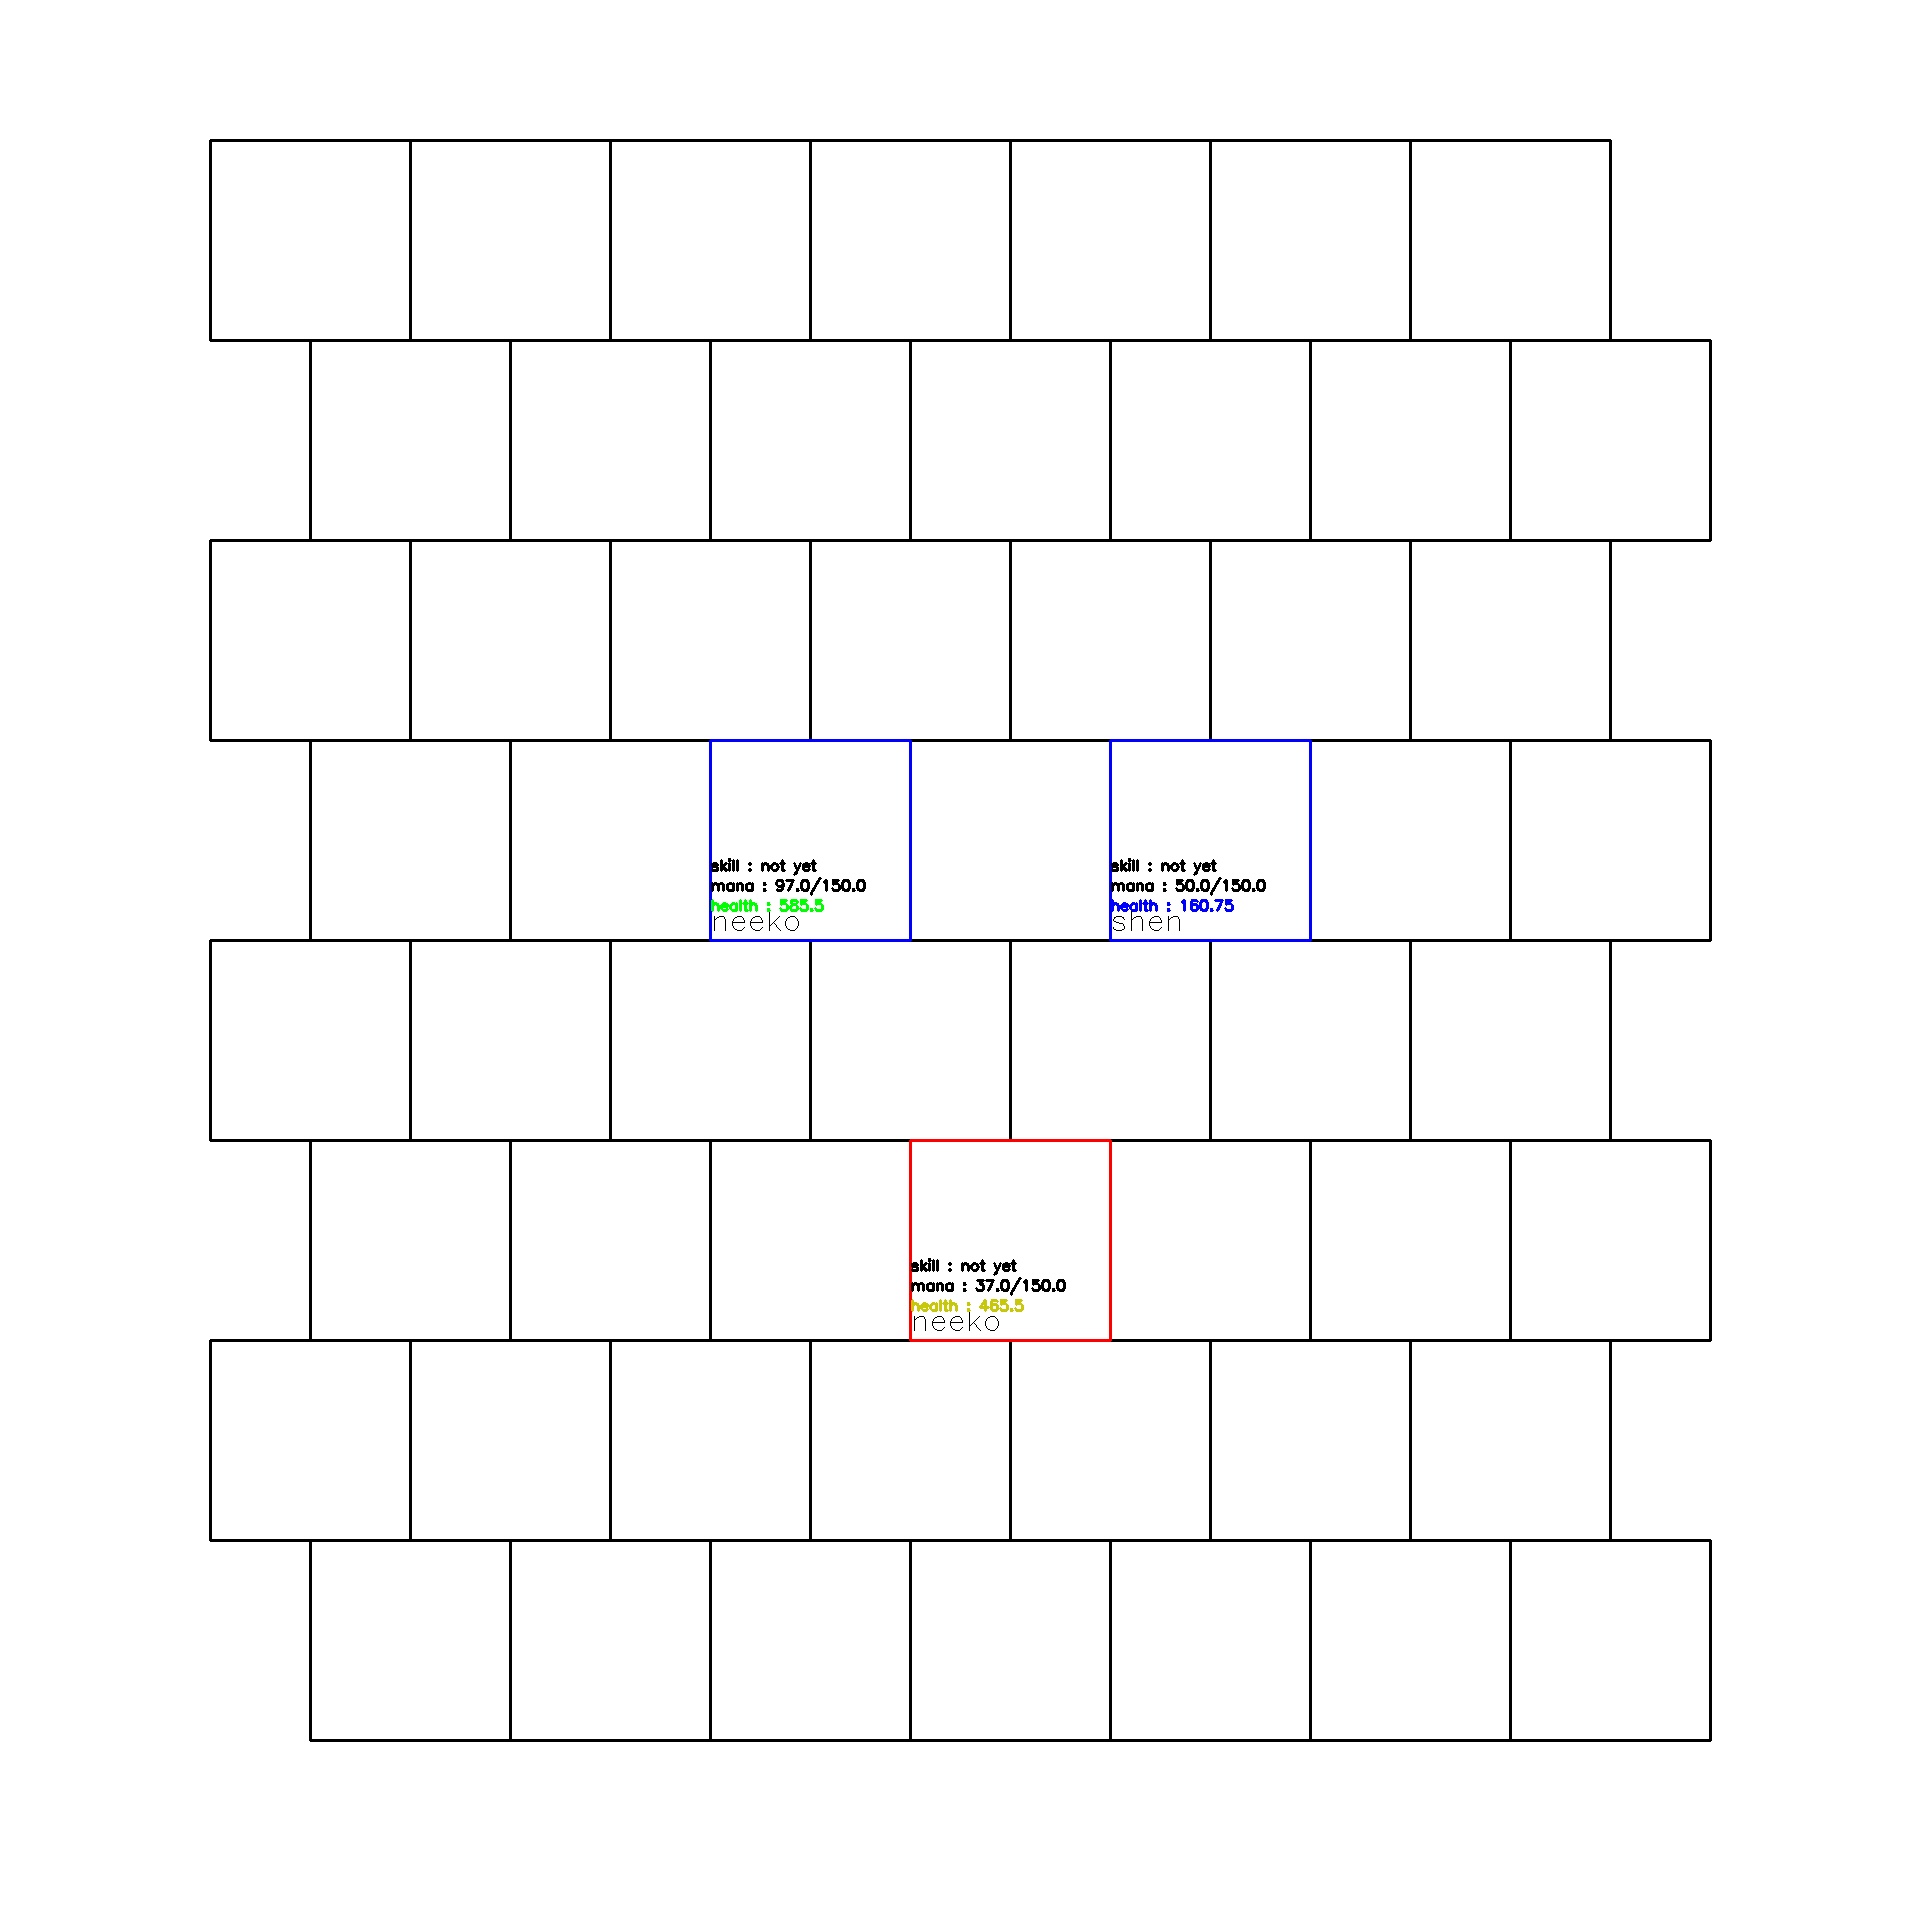 skill : not yet
mana : 97.0/150.0
health : 585.5
neeko
skill : not yet
mana : 50.0/150.0
health : 160.75
shen
skill : not yet
mana : 37.0/150.0
health : 465.5
neeko